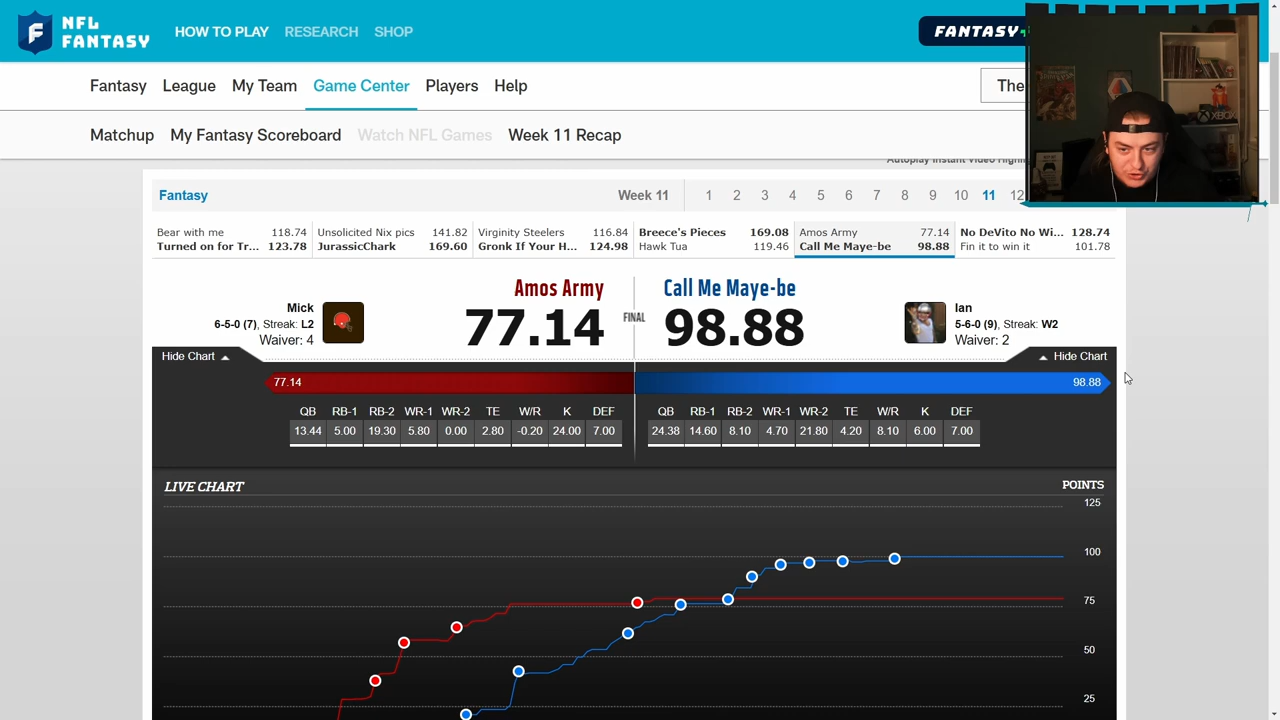 NFL FANTASY
HOW TO PLAY RESEARCH SHOP
FANTASY+
Fantasy League My Team Game Center Players Help
The
Matchup My Fantasy Scoreboard Watch NFL Games Week 11 Recap
Autoplay Instant Video Highli
Fantasy Week 11 1 2 3 4 5 6 7 8 9 10 11 12
Bear with me 118.74 Unsolicited Nix pics 141.82 Virginity Steelers 116.84 Breece's Pieces 169.08 Amos Army 77.14 No DeVito No Wi... 128.74
Turned on for Tr... 123.78 JurassicChark 169.60 Gronk If Your H... 124.98 Hawk Tua 119.46 Call Me Maye-be 98.88 Fin it to win it 101.78
Amos Army Call Me Maye-be
Mick Ian
77.14 FINAL 98.88
6-5-0 (7), Streak: L2 5-6-0 (9), Streak: W2
Waiver: 4 Waiver: 2
Hide Chart Hide Chart
77.14 98.88
QB RB-1 RB-2 WR-1 WR-2 TE W/R K DEF QB RB-1 RB-2 WR-1 WR-2 TE W/R K DEF
13.44 5.00 19.30 5.80 0.00 2.80 -0.20 24.00 7.00 24.38 14.60 8.10 4.70 21.80 4.20 8.10 6.00 7.00
LIVE CHART POINTS
125
100
75
50
25
XBOX